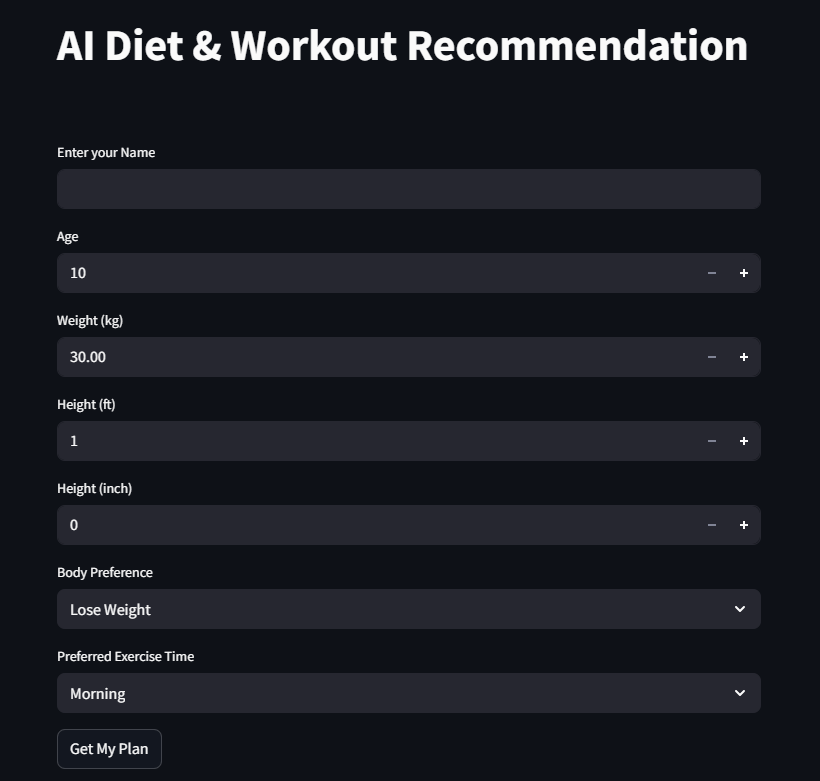 AI Diet & Workout Recommendation
Enter your Name
Age
10
Weight (kg)
30.00
Height (ft)
1
Height (inch)
0
Body Preference
Lose Weight
Preferred Exercise Time
Morning
Get My Plan